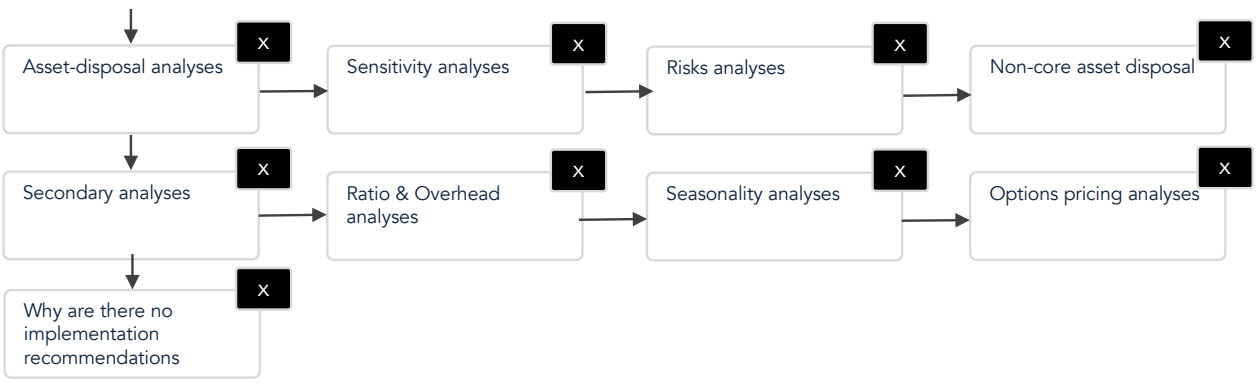 x
x
x
x
Asset-disposal analyses
Sensitivity analyses
Risks analyses
Non-core asset disposal
x
x
x
x
Secondary analyses
Ratio & Overhead
analyses
Seasonality analyses
Options pricing analyses
x
Why are there no
implementation
recommendations